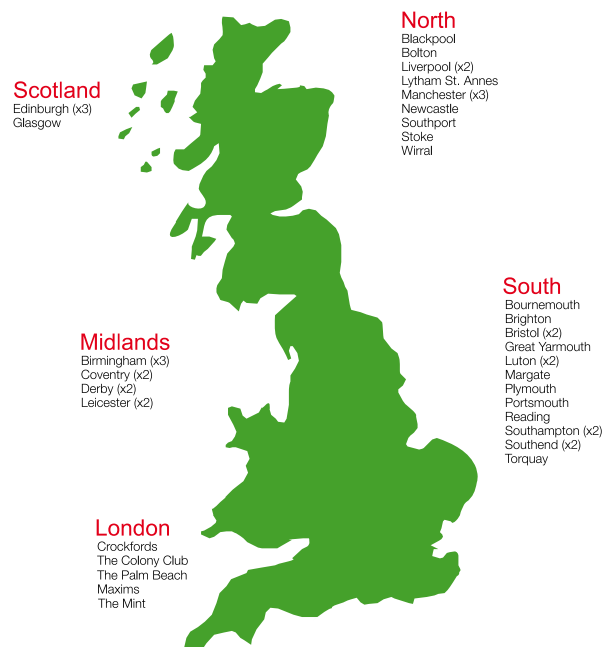 North
Blackpool
Bolton
Liverpool (x2)
Lytham St. Annes
Manchester (x3)
Newcastle
Southport
Stoke
Wirral
Scotland
Edinburgh (x3)
Glasgow
South
Bournemouth
Brighton
Bristol (x2)
Great Yarmouth
Luton (x2)
Margate
Plymouth
Portsmouth
Reading
Southampton (x2)
Southend (x2)
Torquay
Midlands
Birmingham (x3)
Coventry (x2)
Derby (x2)
Leicester (x2)
London
Crockfords
The Colony Club
The Palm Beach
Maxims
The Mint